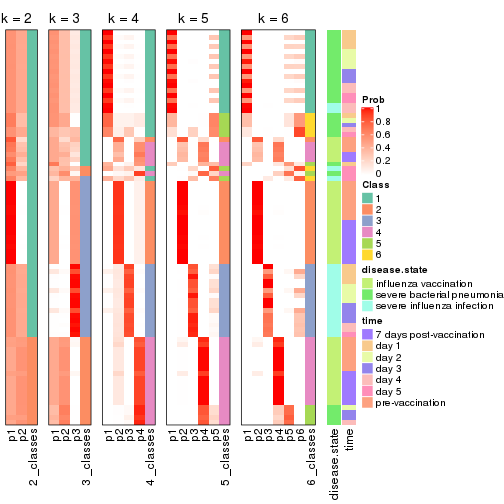 k = 2
k = 3
k = 4
k = 5
k = 6
Prob
1
0.8
0.6
0.4
0.2
0
Class
1
2
3
4
5
6
disease.state
influenza vaccination
severe bacterial pneumonia
severe influenza infection
time
7 days post-vaccination
day 1
day 2
day 3
day 4
day 5
pre-vaccination
p1
p2
2_classes
p1
p2
p3
3_classes
p1
p2
p3
p4
4_classes
p1
p2
p3
p4
p5
5_classes
p1
p2
p3
p4
p5
p6
6_classes
disease.state
time